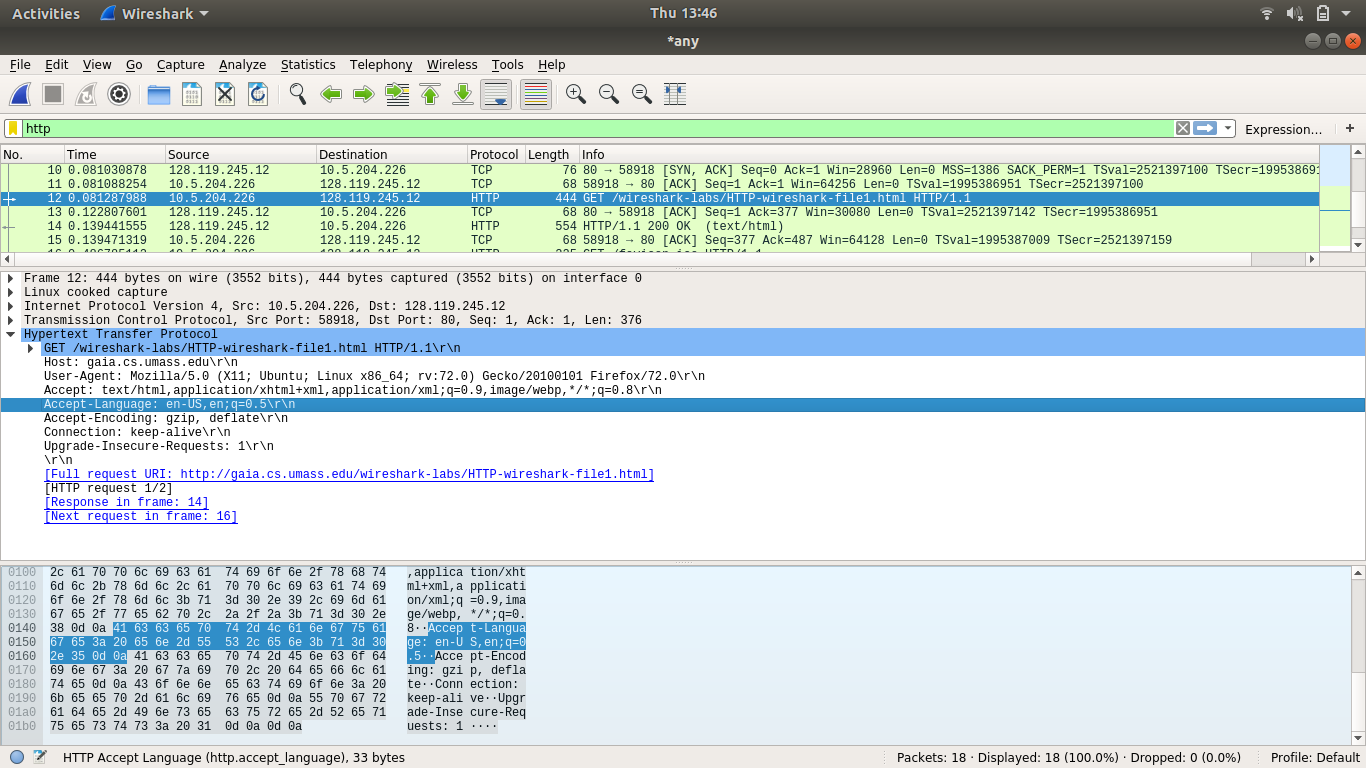 Activities Wireshark Thu 13:46
*any
File Edit View Go Capture Analyze Statistics Telephony Wireless Tools Help
http Expression… +
No. Time Source Destination Protocol Length Info
10 0.081030878 128.119.245.12 10.5.204.226 TCP 76 80 → 58918 [SYN, ACK] Seq=0 Ack=1 Win=28960 Len=0 MSS=1386 SACK_PERM=1 TSval=2521397100 TSecr=199538691
11 0.081088254 10.5.204.226 128.119.245.12 TCP 68 58918 → 80 [ACK] Seq=1 Ack=1 Win=64256 Len=0 TSval=1995386951 TSecr=2521397100
12 0.081287988 10.5.204.226 128.119.245.12 HTTP 444 GET /wireshark-labs/HTTP-wireshark-file1.html HTTP/1.1
13 0.122807601 128.119.245.12 10.5.204.226 TCP 68 80 → 58918 [ACK] Seq=1 Ack=377 Win=30080 Len=0 TSval=2521397142 TSecr=1995386951
14 0.139441555 128.119.245.12 10.5.204.226 HTTP 554 HTTP/1.1 200 OK (text/html)
15 0.139471319 10.5.204.226 128.119.245.12 TCP 68 58918 → 80 [ACK] Seq=377 Ack=487 Win=64128 Len=0 TSval=1995387009 TSecr=2521397159
Frame 12: 444 bytes on wire (3552 bits), 444 bytes captured (3552 bits) on interface 0
Linux cooked capture
Internet Protocol Version 4, Src: 10.5.204.226, Dst: 128.119.245.12
Transmission Control Protocol, Src Port: 58918, Dst Port: 80, Seq: 1, Ack: 1, Len: 376
Hypertext Transfer Protocol
GET /wireshark-labs/HTTP-wireshark-file1.html HTTP/1.1\r\n
Host: gaia.cs.umass.edu\r\n
User-Agent: Mozilla/5.0 (X11; Ubuntu; Linux x86_64; rv:72.0) Gecko/20100101 Firefox/72.0\r\n
Accept: text/html,application/xhtml+xml,application/xml;q=0.9,image/webp,*/*;q=0.8\r\n
Accept-Language: en-US,en;q=0.5\r\n
Accept-Encoding: gzip, deflate\r\n
Connection: keep-alive\r\n
Upgrade-Insecure-Requests: 1\r\n
\r\n
[Full request URI: http://gaia.cs.umass.edu/wireshark-labs/HTTP-wireshark-file1.html]
[HTTP request 1/2]
[Response in frame: 14]
[Next request in frame: 16]
0100 2c 61 70 70 6c 69 63 61 74 69 6f 6e 2f 78 68 74 ,applica tion/xht
0110 6d 6c 2b 78 6d 6c 2c 61 70 70 6c 69 63 61 74 69 ml+xml,a pplicati
0120 6f 6e 2f 78 6d 6c 3b 71 3d 30 2e 39 2c 69 6d 61 on/xml;q =0.9,ima
0130 67 65 2f 77 65 62 70 2c 2a 2f 2a 3b 71 3d 30 2e ge/webp, */*;q=0.
0140 38 0d 0a 41 63 63 65 70 74 2d 4c 61 6e 67 75 61 8··Accep t-Langua
0150 67 65 3a 20 65 6e 2d 55 53 2c 65 6e 3b 71 3d 30 ge: en-U S,en;q=0
0160 2e 35 0d 0a 41 63 63 65 70 74 2d 45 6e 63 6f 64 .5··Acce pt-Encod
0170 69 6e 67 3a 20 67 7a 69 70 2c 20 64 65 66 6c 61 ing: gzi p, defla
0180 74 65 0d 0a 43 6f 6e 6e 65 63 74 69 6f 6e 3a 20 te··Conn ection:
0190 6b 65 65 70 2d 61 6c 69 76 65 0d 0a 55 70 67 72 keep-ali ve··Upgr
01a0 61 64 65 2d 49 6e 73 65 63 75 72 65 2d 52 65 71 ade-Inse cure-Req
01b0 75 65 73 74 73 3a 20 31 0d 0a 0d 0a uests: 1 ····
HTTP Accept Language (http.accept_language), 33 bytes Packets: 18 · Displayed: 18 (100.0%) · Dropped: 0 (0.0%) Profile: Default